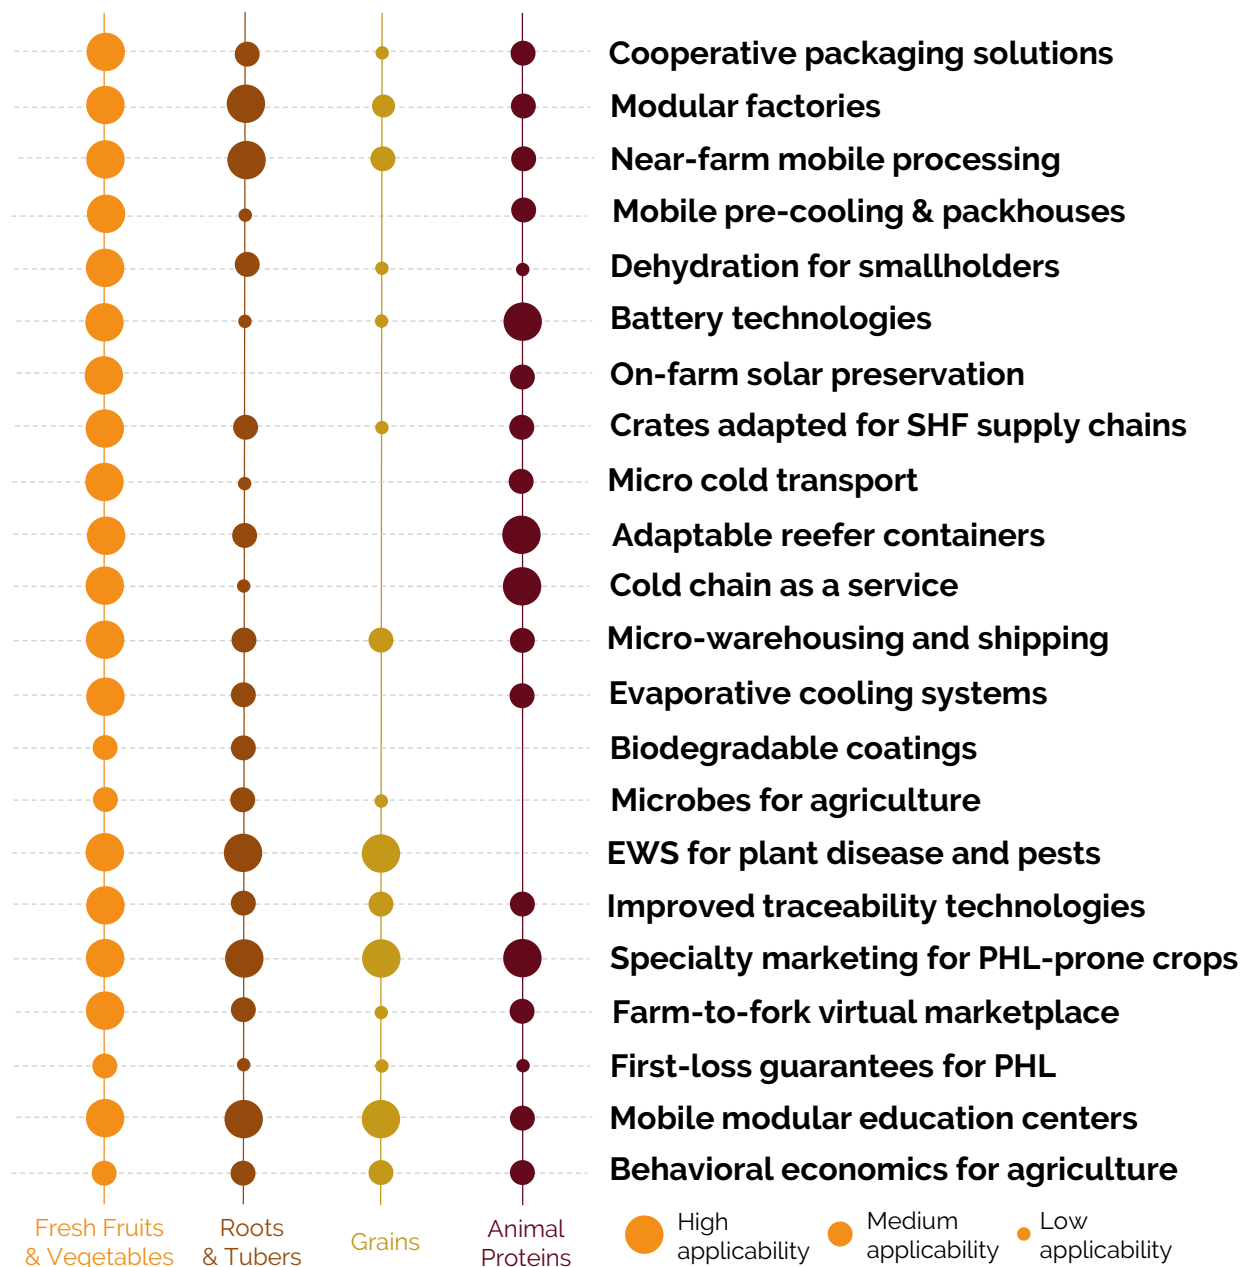 Cooperative packaging solutions
Modular factories
Near-farm mobile processing
Mobile pre-cooling & packhouses
Dehydration for smallholders
Battery technologies
On-farm solar preservation
Crates adapted for SHF supply chains
Micro cold transport
Adaptable reefer containers
Cold chain as a service
Micro-warehousing and shipping
Evaporative cooling systems
Biodegradable coatings
Microbes for agriculture
EWS for plant disease and pests
Improved traceability technologies
Specialty marketing for PHL-prone crops
Farm-to-fork virtual marketplace
First-loss guarantees for PHL
Mobile modular education centers
Behavioral economics for agriculture
Fresh Fruits
& Vegetables
Roots
& Tubers
Grains
Animal
Proteins
High
applicability
Medium
applicability
Low
applicability